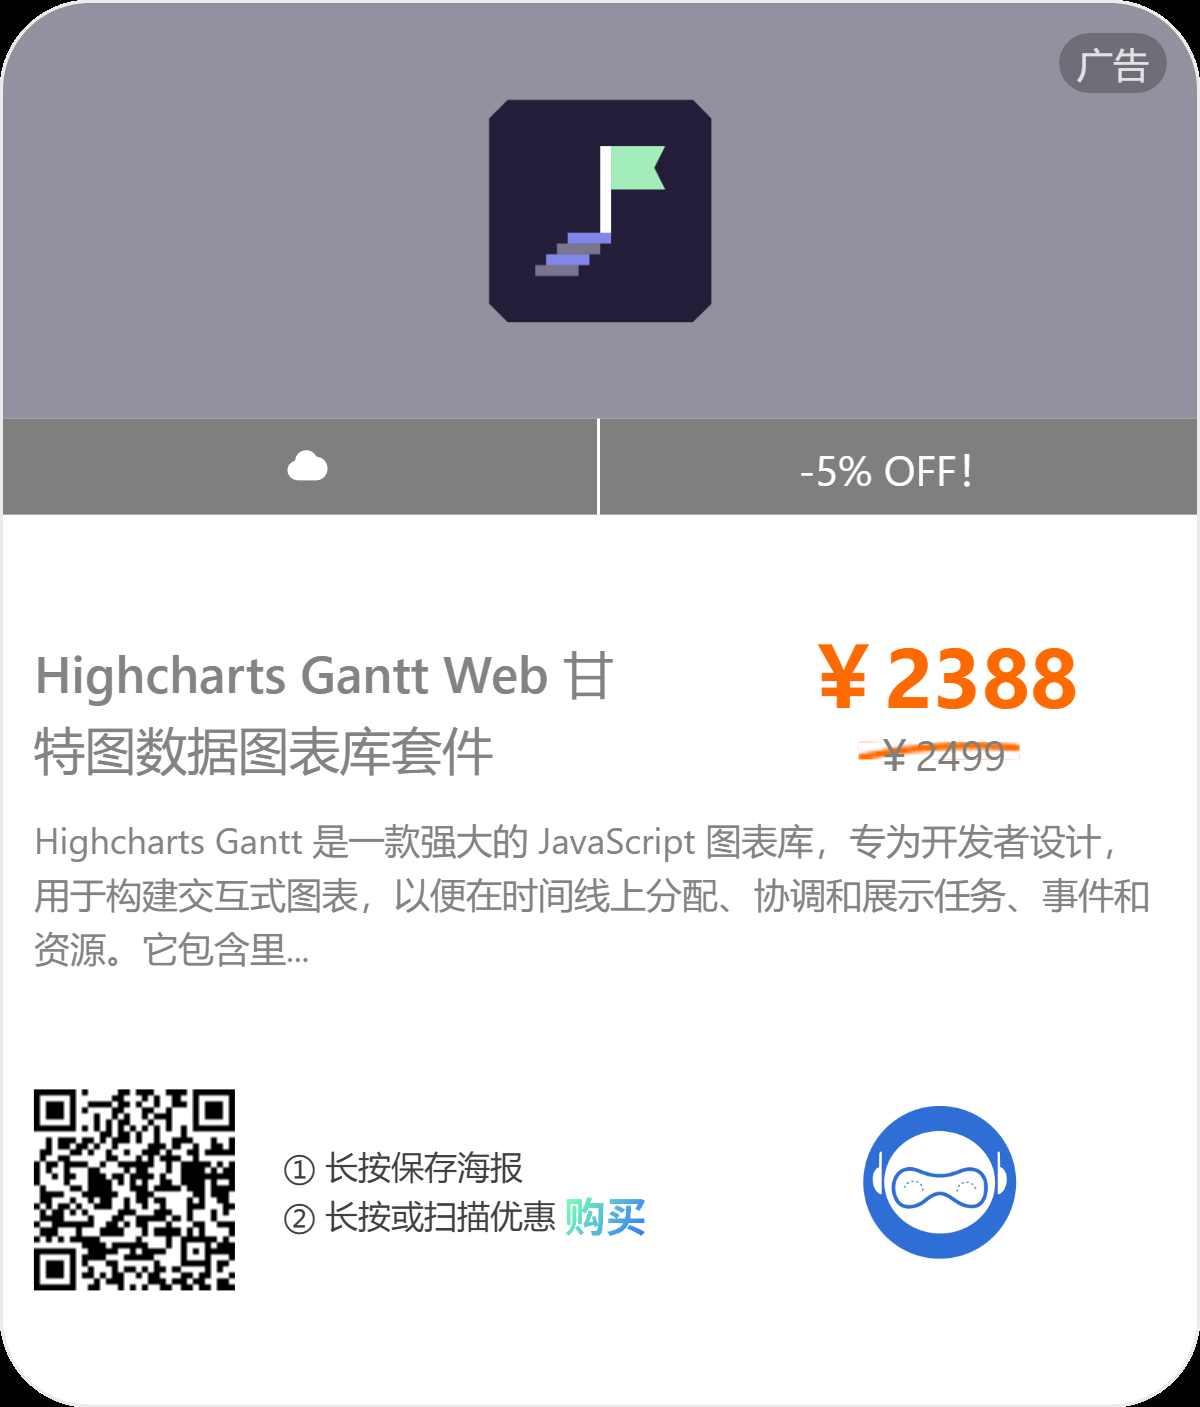 广告
-5% OFF!
Highcharts Gantt Web 甘
特图数据图表库套件
¥2388
¥2499
Highcharts Gantt 是一款强大的 JavaScript 图表库，专为开发者设计，
用于构建交互式图表，以便在时间线上分配、协调和展示任务、事件和
资源。它包含里...
① 长按保存海报
② 长按或扫描优惠 购买